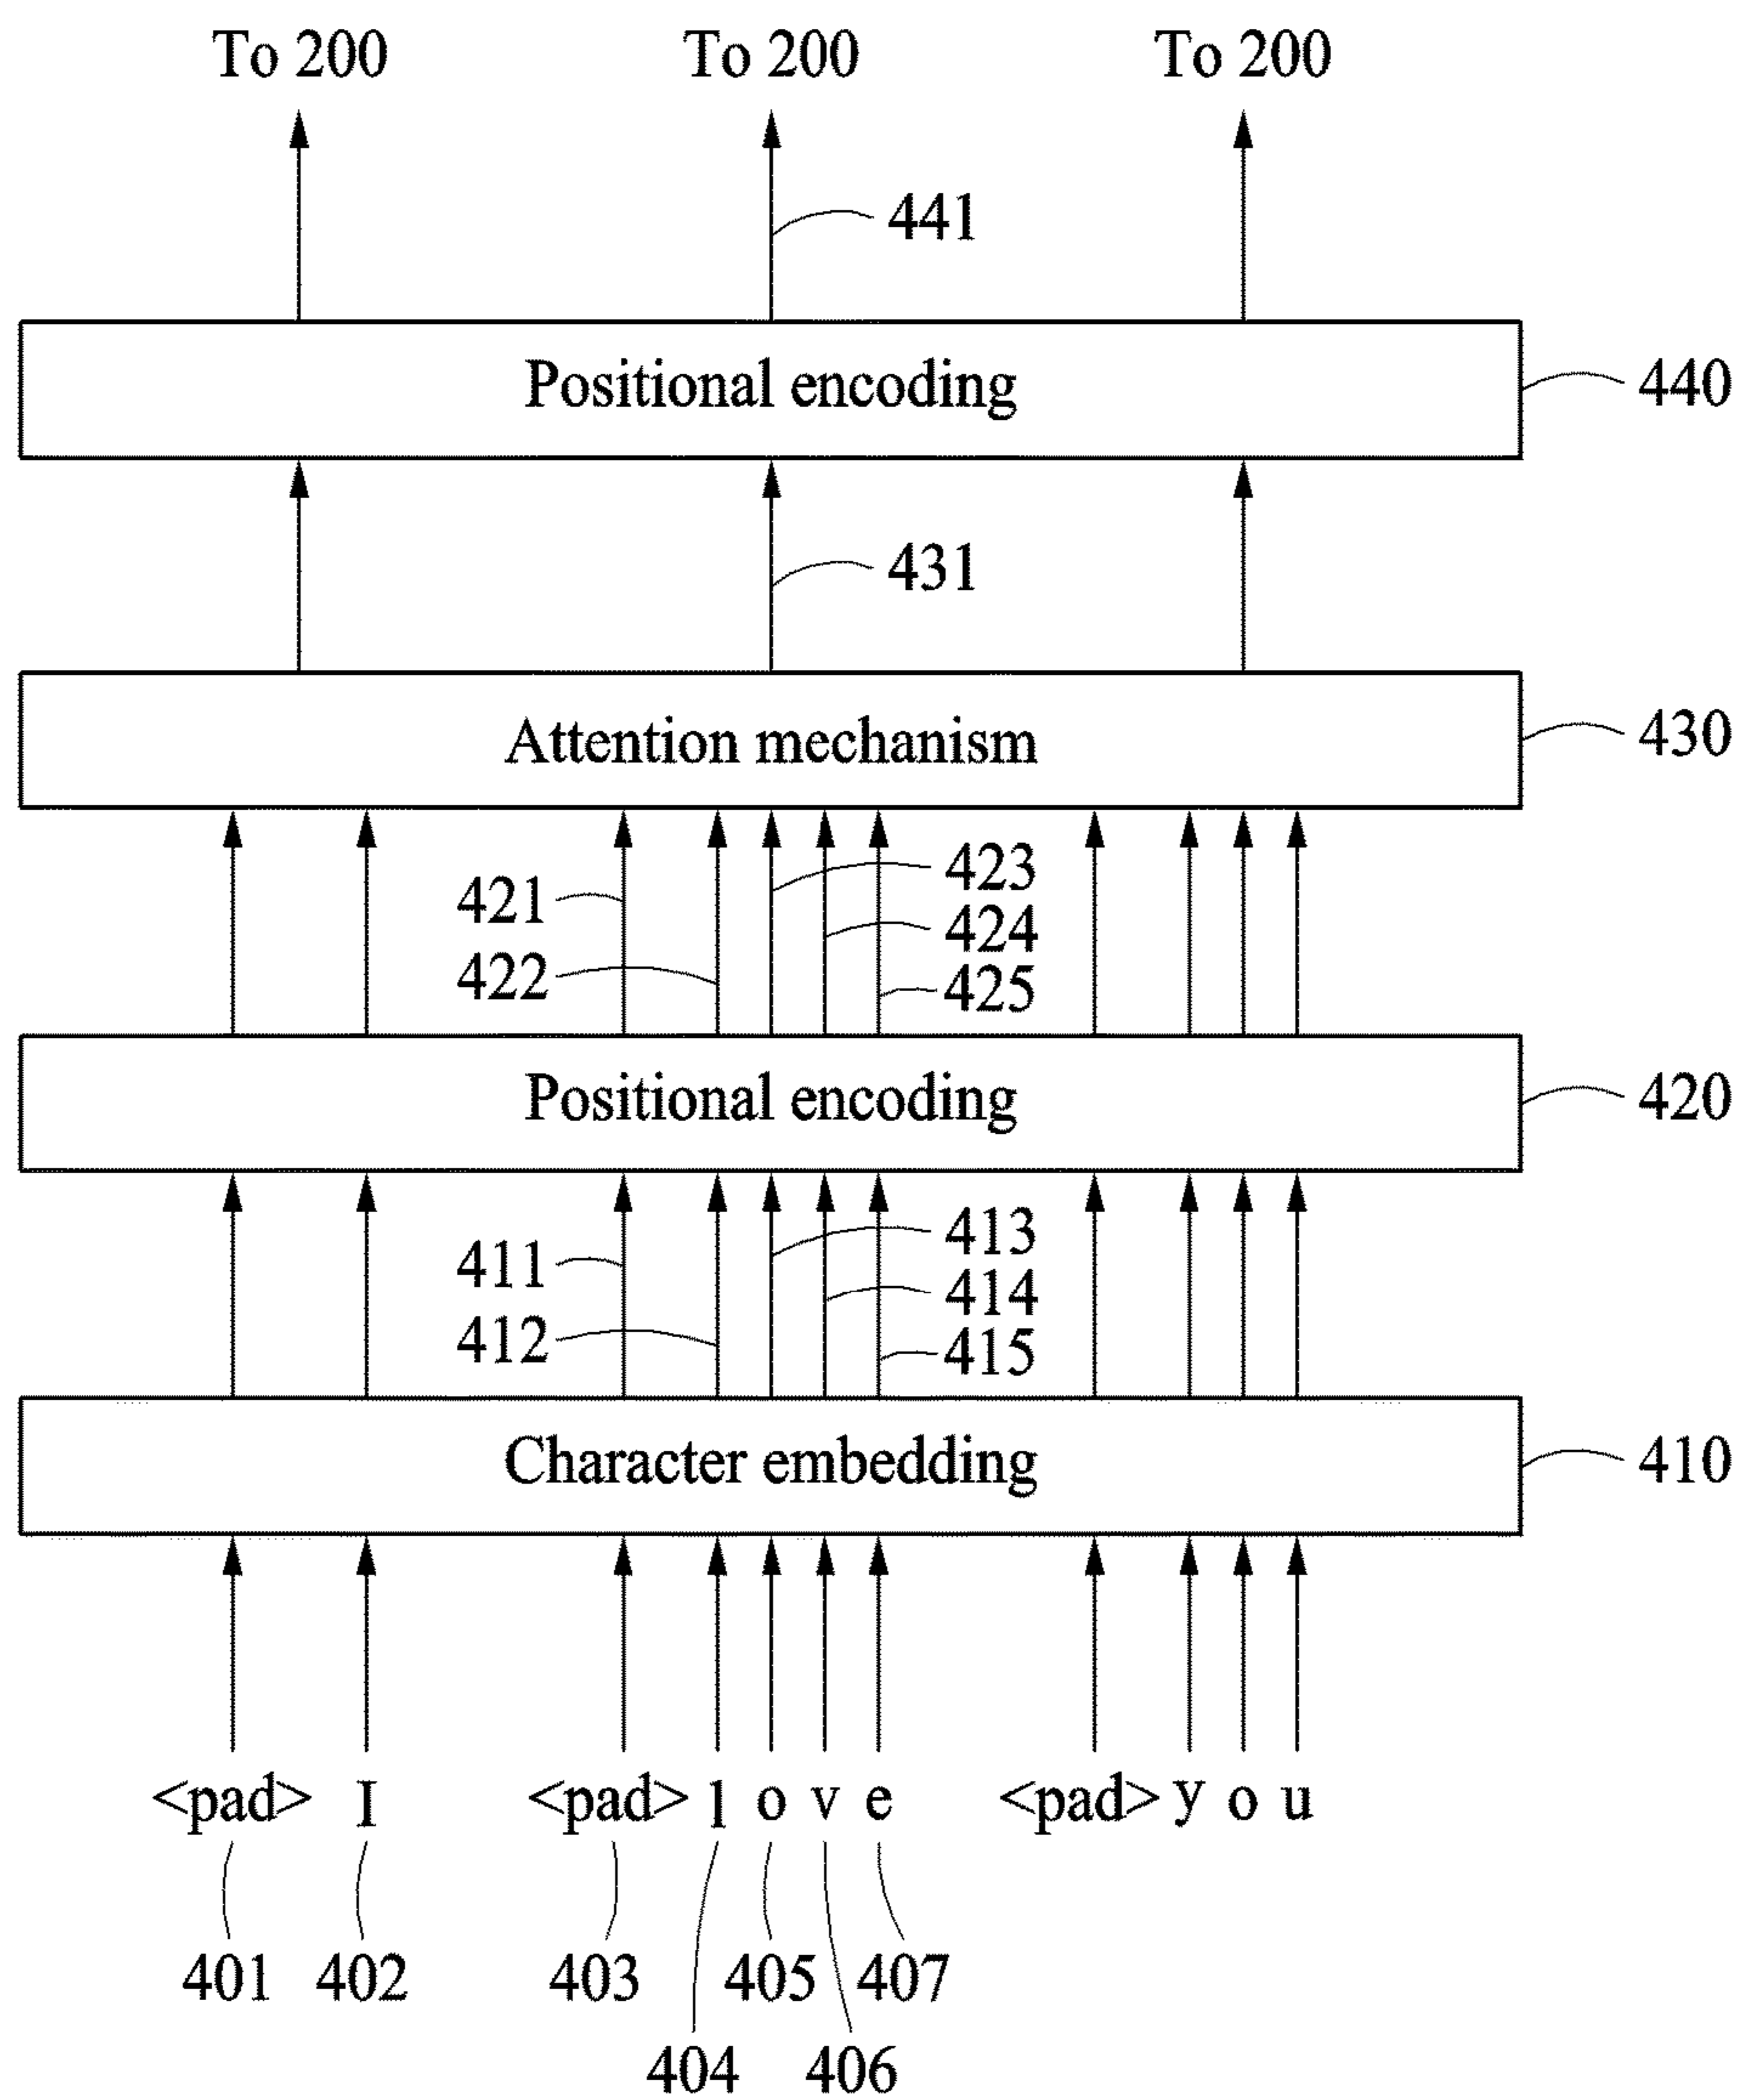 To 200 To 200 To 200
441
Positional encoding 440
431
Attention mechanism 430
421 423
424
422 425
Positional encoding 420
411 413
414
412 415
Character embedding 410
<pad> I <pad> l o v e <pad> y o u
401 402 403 405 407
404 406